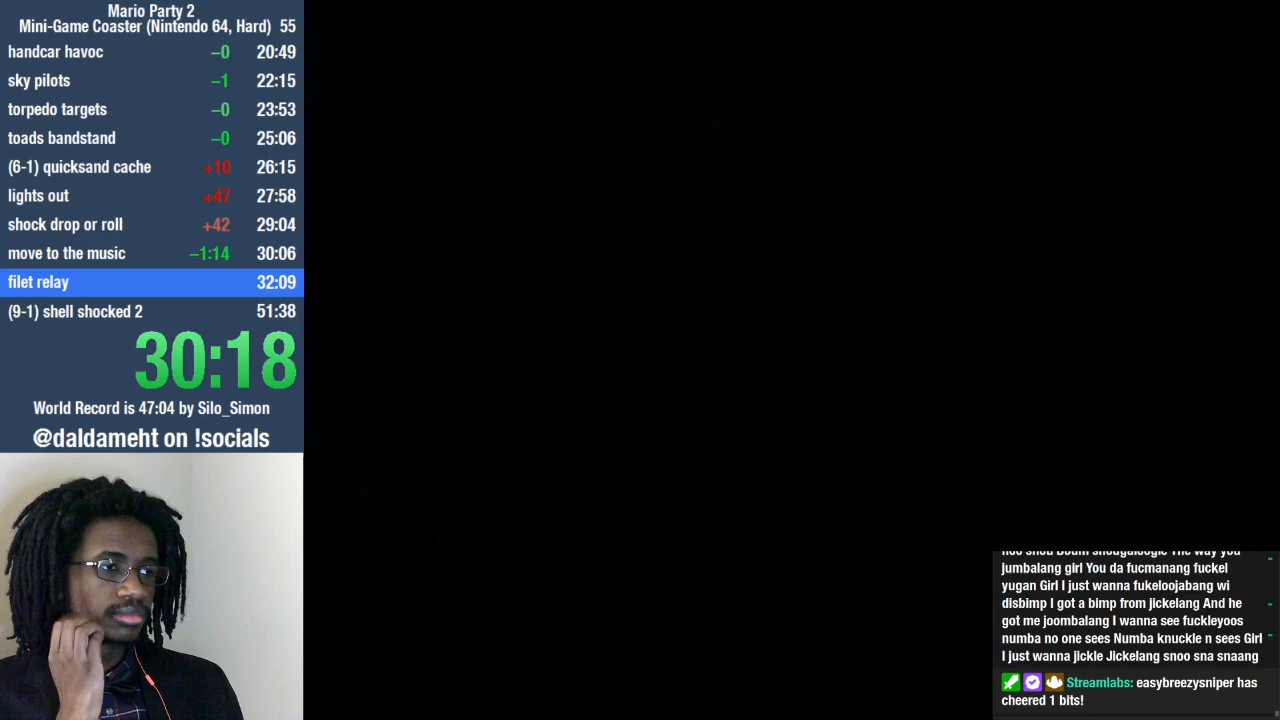 Mario Party 2
Mini-Game Coaster (Nintendo 64, Hard) 55
handcar havoc −0 20:49
sky pilots −1 22:15
torpedo targets −0 23:53
toads bandstand −0 25:06
(6-1) quicksand cache +10 26:15
lights out +47 27:58
shock drop or roll +42 29:04
move to the music −1:14 30:06
filet relay 32:09
(9-1) shell shocked 2 51:38
30:18
World Record is 47:04 by Silo_Simon
@daldameht on !socials
The way you
jumbalang girl You da fucmanang fuckel
yugan Girl I just wanna fukeloojabang wi
disbimp I got a blmp from jickelang And he
got me joombalang I wanna see fuckleyoos
numba no one sees Numba knuckle n sees Girl
I just wanna jickle Jickelang snoo sna snaang
Streamlabs: easybreezysniper has
cheered 1 bits!